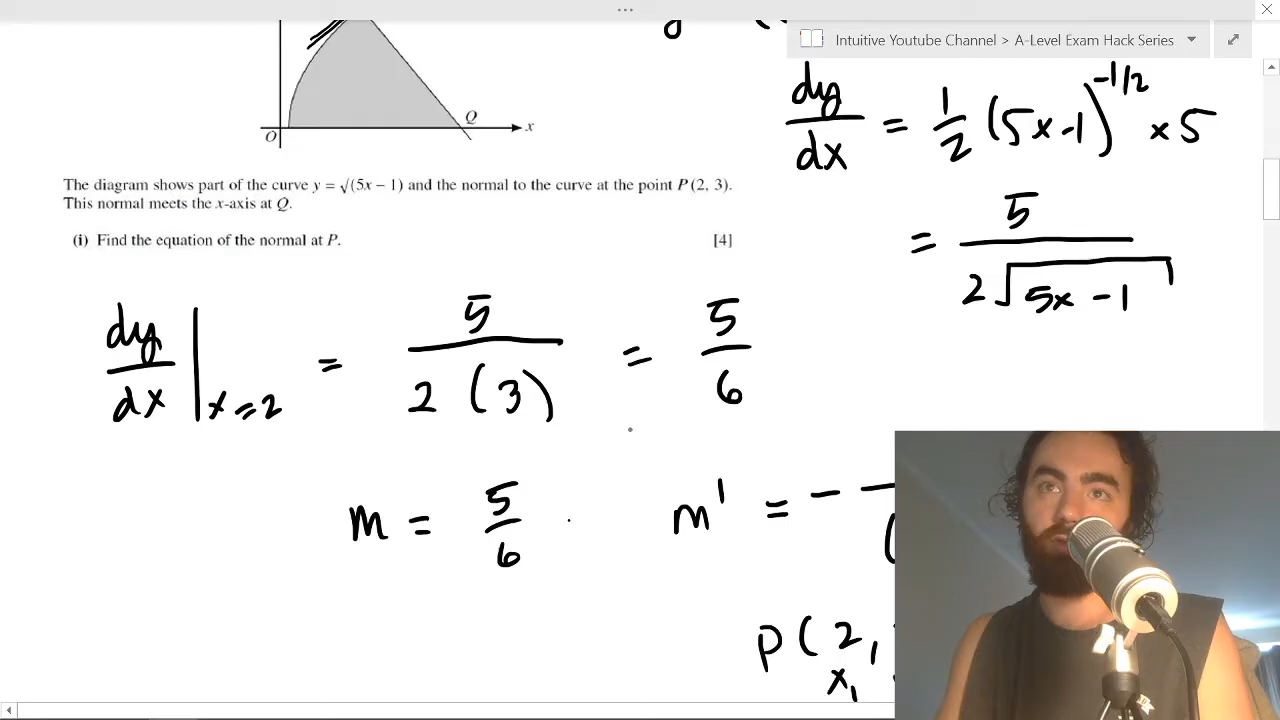 Intuitive Youtube Channel > A-Level Exam Hack Series
Q
O
x
The diagram shows part of the curve y = √(5x − 1) and the normal to the curve at the point P(2, 3).
This normal meets the x-axis at Q.
(i) Find the equation of the normal at P. [4]
dy/dx = 1/2 (5x-1)^-1/2 × 5
= 5 / 2√5x - 1
dy/dx | x=2 = 5 / 2 (3) = 5/6
m = 5/6 m' = -
P ( 2,
x₁